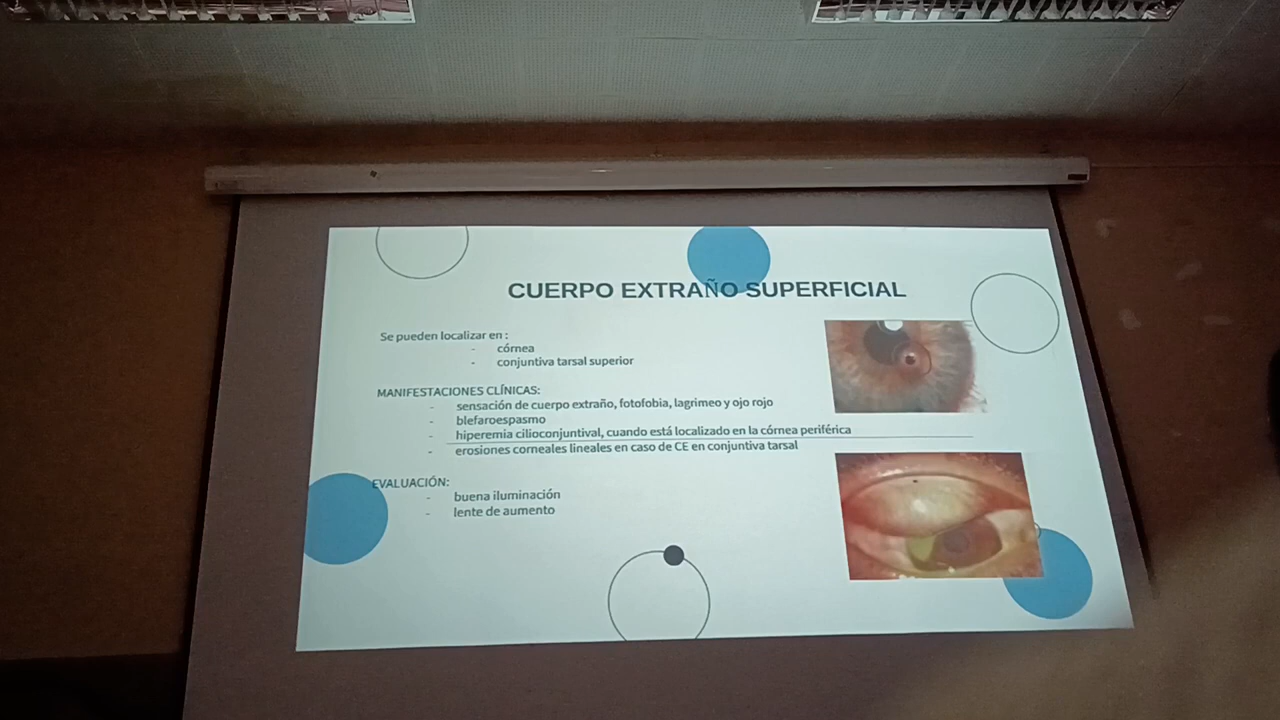 CUERPO EXTRAÑO SUPERFICIAL
Se pueden localizar en :
- córnea
- conjuntiva tarsal superior
MANIFESTACIONES CLÍNICAS:
- sensación de cuerpo extraño, fotofobia, lagrimeo y ojo rojo
- blefaroespasmo
- hiperemia cilioconjuntival, cuando está localizado en la córnea periférica
- erosiones corneales lineales en caso de CE en conjuntiva tarsal
EVALUACIÓN:
- buena iluminación
- lente de aumento